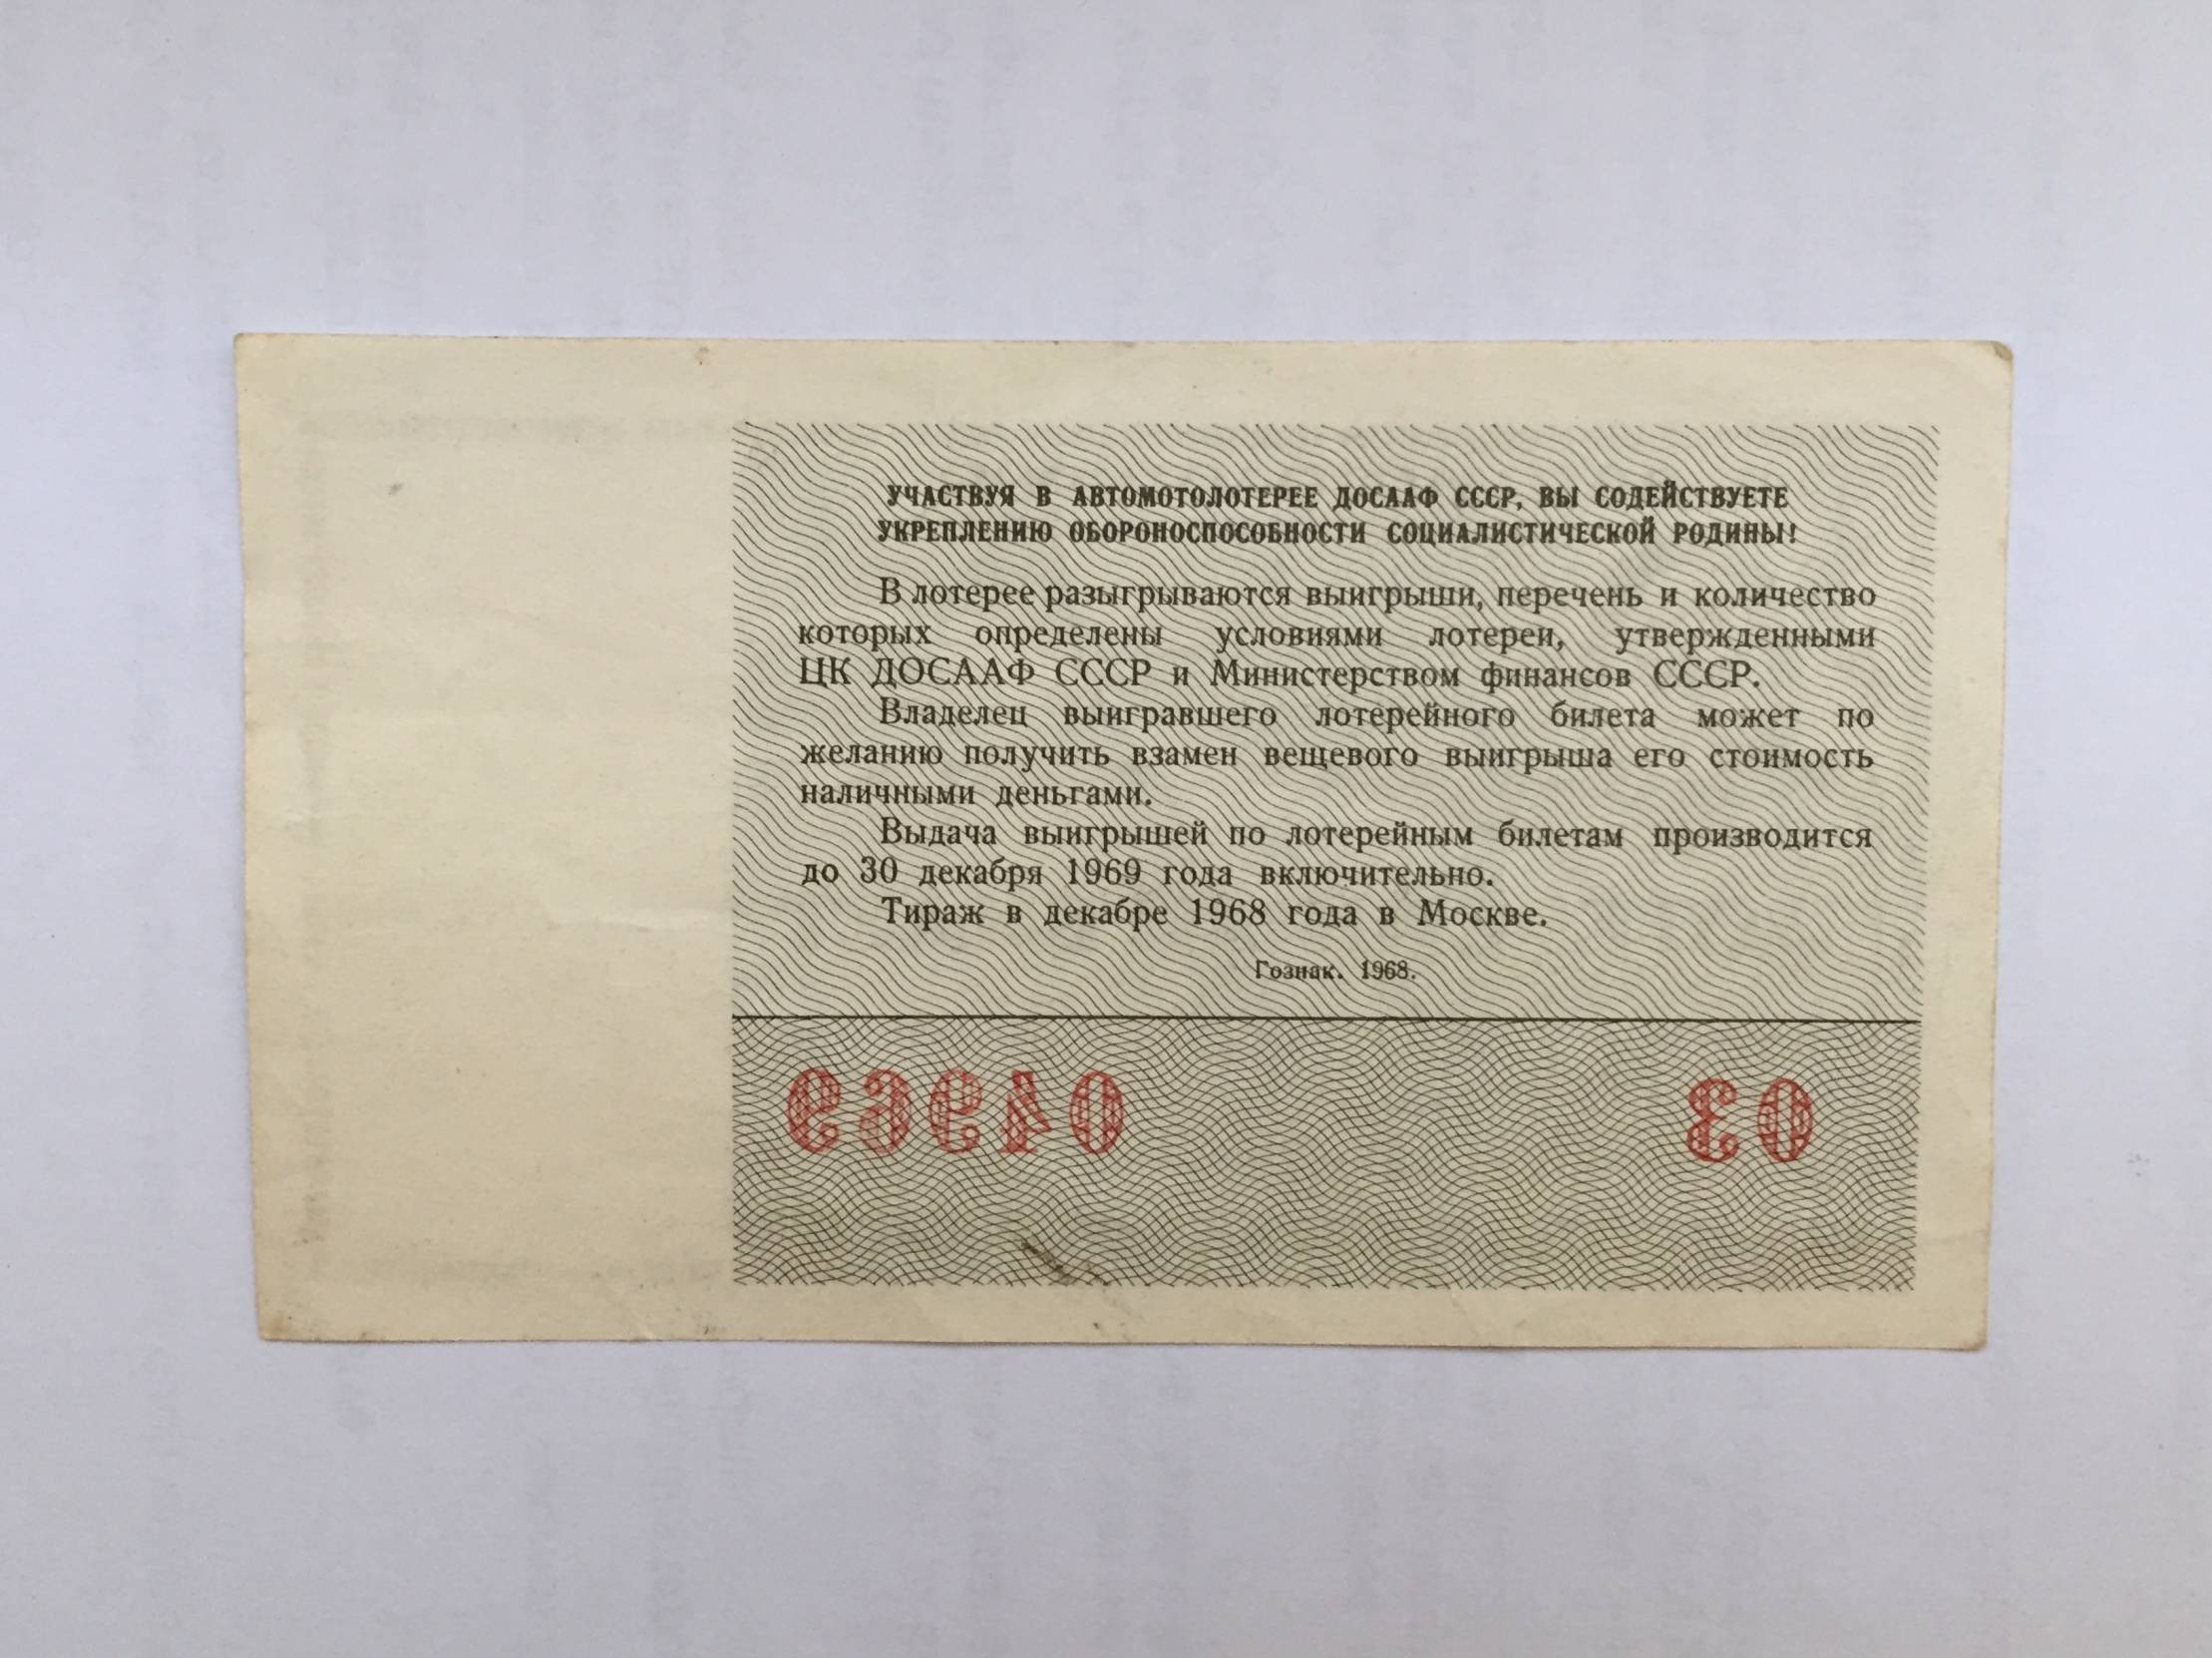 УЧАСТВУЯ В АВТОМОТОЛОТЕРЕЕ ДОСААФ СССР, ВЫ СОДЕЙСТВУЕТЕ
УКРЕПЛЕНИЮ ОБОРОНОСПОСОБНОСТИ СОЦИАЛИСТИЧЕСКОЙ РОДИНЫ!
В лотерее разыгрываются выигрыши, перечень и количество
которых определены условиями лотереи, утвержденными
ЦК ДОСААФ СССР и Министерством финансов СССР.
Владелец выигравшего лотерейного билета может по
желанию получить взамен вещевого выигрыша его стоимость
наличными деньгами.
Выдача выигрышей по лотерейным билетам производится
до 30 декабря 1969 года включительно.
Тираж в декабре 1968 года в Москве.
Гознак. 1968.
03 04969